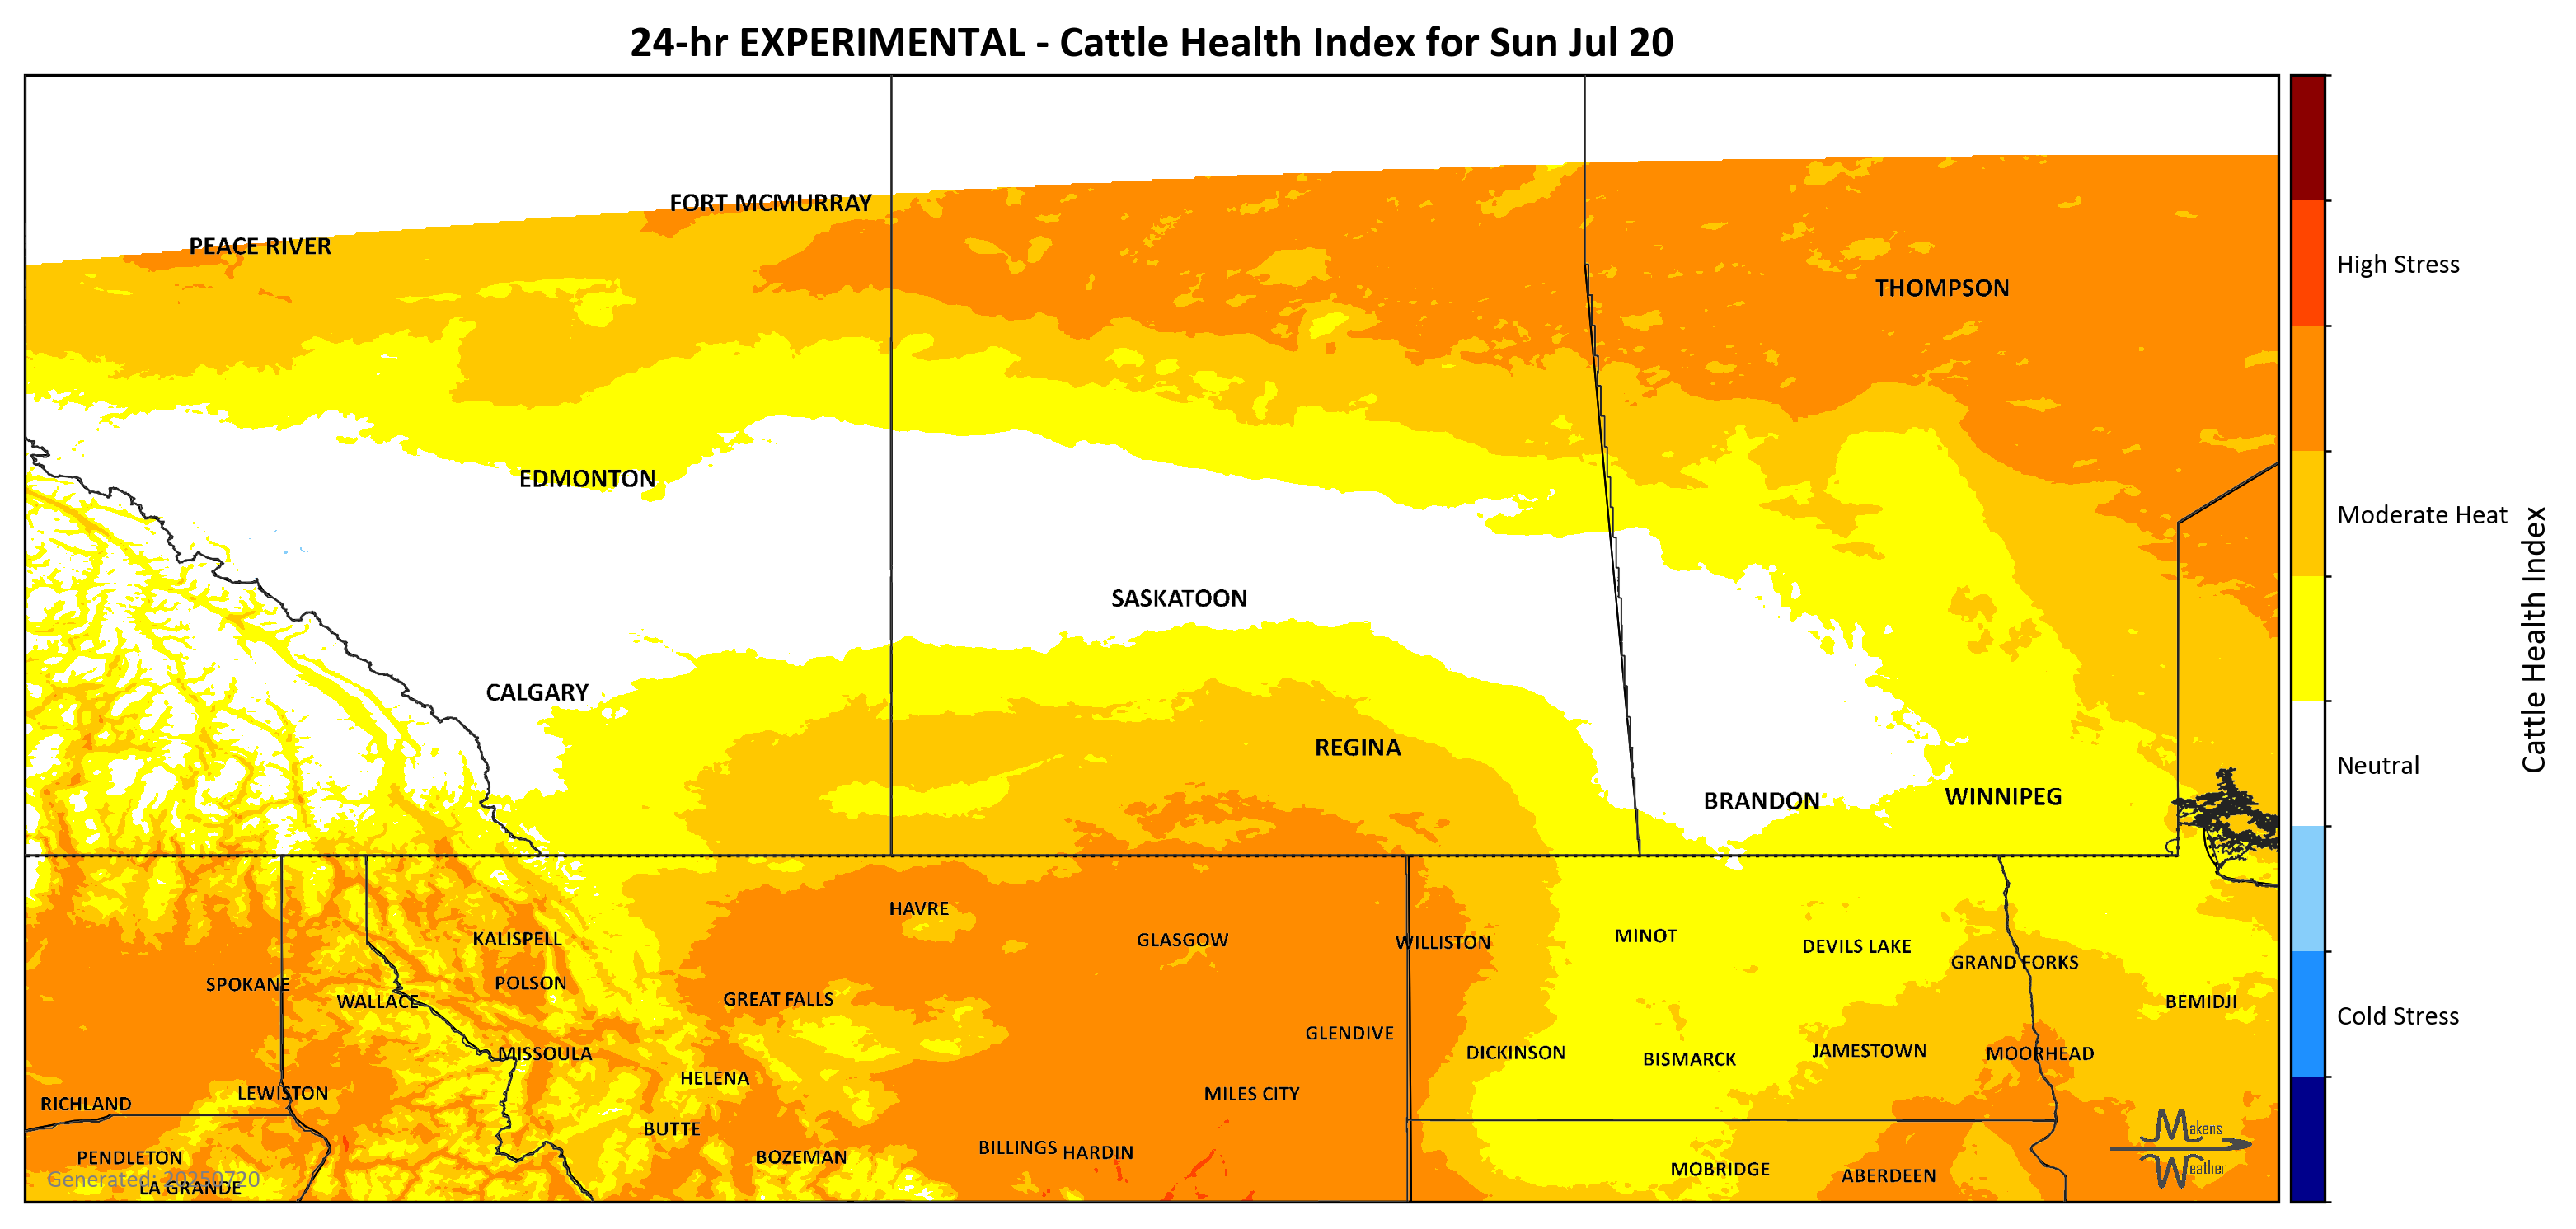 24-hr EXPERIMENTAL - Cattle Health Index for Sun Jul 20
FORT MCMURRAY
PEACE RIVER
High Stress
THOMPSON
EDMONTON
Moderate Heat
SASKATOON
Cattle Health Index
CALGARY
REGINA
Neutral
BRANDON
WINNIPEG
HAVRE
KALISPELL
GLASGOW
WILLISTON
MINOT
DEVILS LAKE
GRAND FORKS
SPOKANE
POLSON
WALLACE
GREAT FALLS
BEMIDJI
Cold Stress
GLENDIVE
MISSOULA
DICKINSON
BISMARCK
JAMESTOWN
MOORHEAD
HELENA
LEWISTON
MILES CITY
RICHLAND
BUTTE
Makens
PENDLETON
BOZEMAN
BILLINGS
HARDIN
MOBRIDGE
Weather
ABERDEEN
Generated: 20250720
LA GRANDE